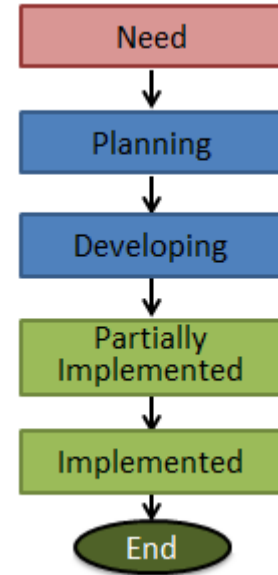 Need
Planning
Developing
Partially
Implemented
Implemented
End